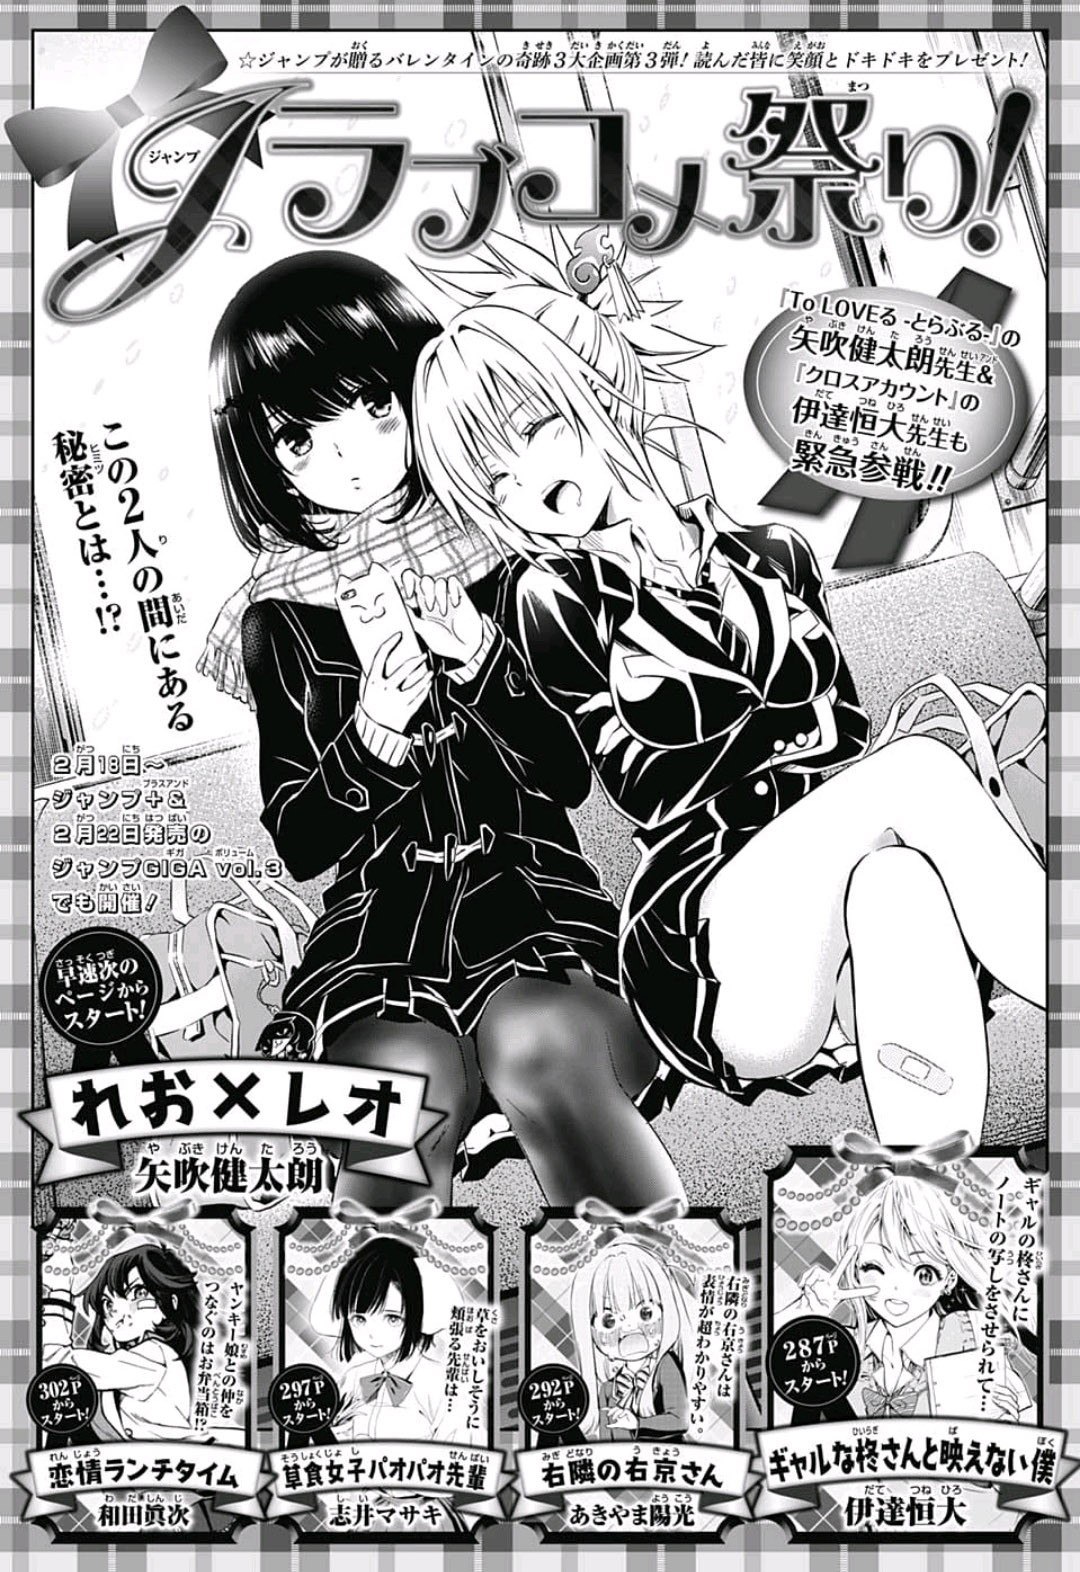 ☆ジャンプが贈るバレンタインの奇跡3大企画第3弾!読んだ皆に笑顔とドキドキをプレゼント!
Jラブコメ祭り!
ジャンプ
『To LOVEる -とらぶる-』の
矢吹健太朗先生&
『クロスアカウント』の
伊達恒大先生も
緊急参戦!!
この2人の間にある
秘密とは…!?
2月18日~
ジャンプ+&
2月22日発売の
ジャンプGIGA vol.3
でも開催!
早速次の
ページから
スタート!
れお×レオ
矢吹健太朗
ヤンキー娘との仲を
つなぐのはお弁当箱!?
302Pから
スタート!
恋情ランチタイム
和田眞次
草をおいしそうに
頬張る先輩は…
297Pから
スタート!
草食女子パオパオ先輩
志井マサキ
右隣の右京さんは
表情が超わかりやすい。
292Pから
スタート!
右隣の右京さん
あきやま陽光
ギャルの柊さんに
ノートの写しをさせられて…
287P
から
スタート!
ギャルな柊さんと映えない僕
伊達恒大